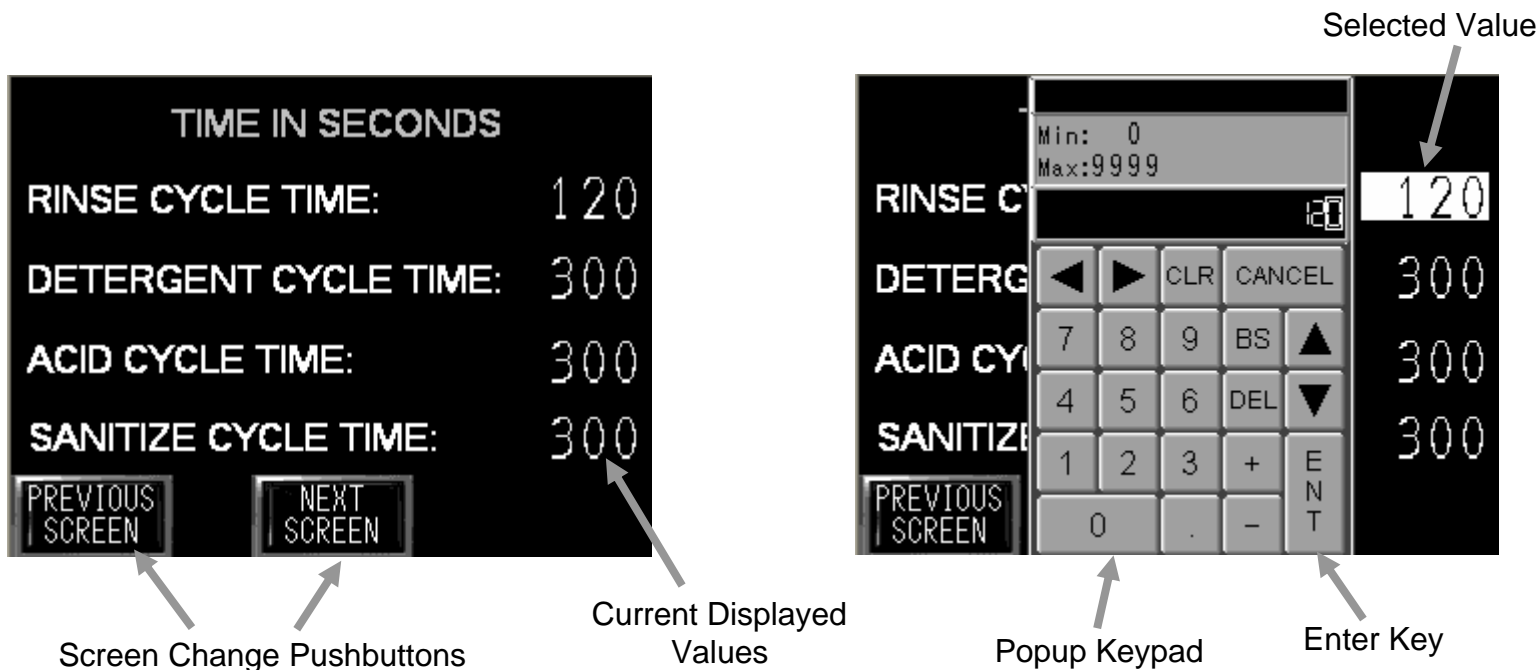 TIME IN SECONDS
RINSE CYCLE TIME: 120
DETERGENT CYCLE TIME: 300
ACID CYCLE TIME: 300
SANITIZE CYCLE TIME: 300
PREVIOUS
SCREEN
NEXT
SCREEN
Screen Change Pushbuttons
Current Displayed
Values
Selected Value
Min: 0
Max:9999
120
RINSE C 120
DETERG 300
ACID CY 300
SANITIZE 300
CLR CANCEL
7 8 9 BS
4 5 6 DEL
1 2 3 + ENT
0 . -
PREVIOUS
SCREEN
Popup Keypad
Enter Key